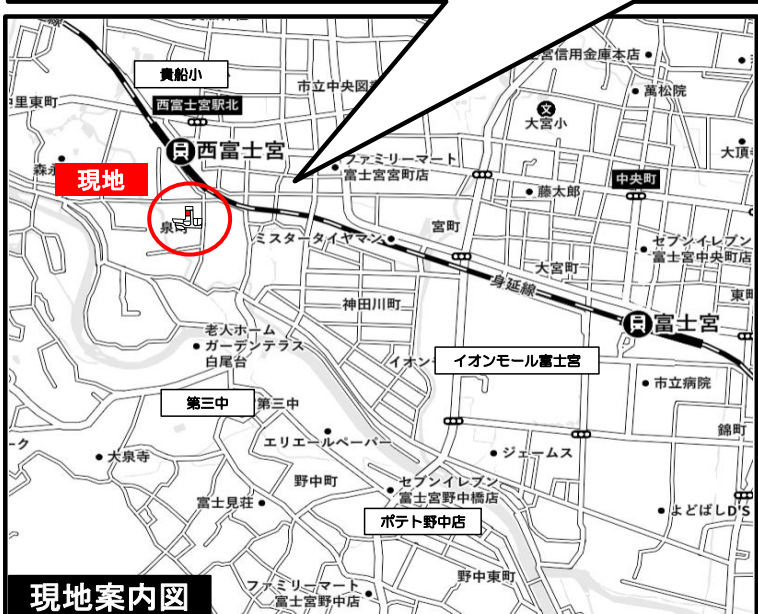 貴船小
市立中央図
宮信用金庫本店
萬松院
里東町
西富士宮駅北
文
大宮小
西富士宮
大頂
森
現地
ファミリーマート
富士宮宮町店
中央町
藤太郎
泉町
宮町
ミスタータイヤマン
セブンイレブン
富士宮中央町店
大宮町
身延線
神田川町
富士宮
老人ホーム
ガーデンテラス
白尾台
イオン
イオンモール富士宮
市立病院
第三中
第三中
錦町
エリエールペーパー
ジェームス
大泉寺
野中町
セブンイレブン
富士宮野中橋店
富士見荘
よどばしD'S
ポテト野中店
野中東町
現地案内図
ファミリーマート
富士宮野中店